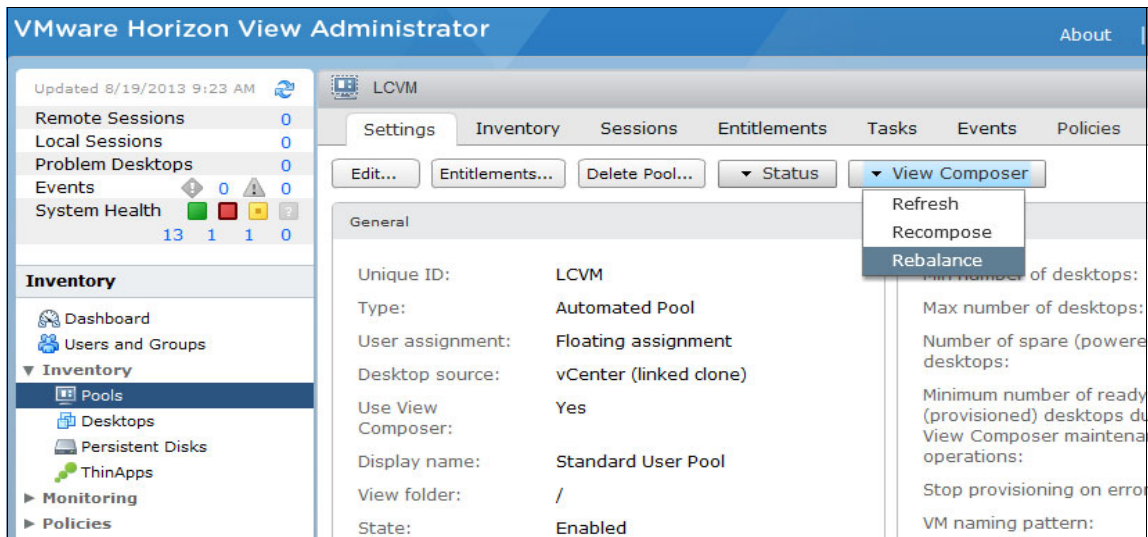 VMware Horizon View Administrator
About
Updated 8/19/2013 9:23 AM
Remote Sessions 0
Local Sessions 0
Problem Desktops 0
Events 0 0
System Health ?
13 1 1 0
Inventory
Dashboard
Users and Groups
Inventory
Pools
Desktops
Persistent Disks
ThinApps
Monitoring
Policies
LCVM
Settings Inventory Sessions Entitlements Tasks Events Policies
Edit... Entitlements... Delete Pool... Status View Composer
Refresh
Recompose
Rebalance
General
Unique ID: LCVM
Type: Automated Pool
User assignment: Floating assignment
Desktop source: vCenter (linked clone)
Use View Yes
Composer:
Display name: Standard User Pool
View folder: /
State: Enabled
number of desktops:
Max number of desktops:
Number of spare (powere
desktops:
Minimum number of ready
(provisioned) desktops du
View Composer maintena
operations:
Stop provisioning on erro
VM naming pattern: